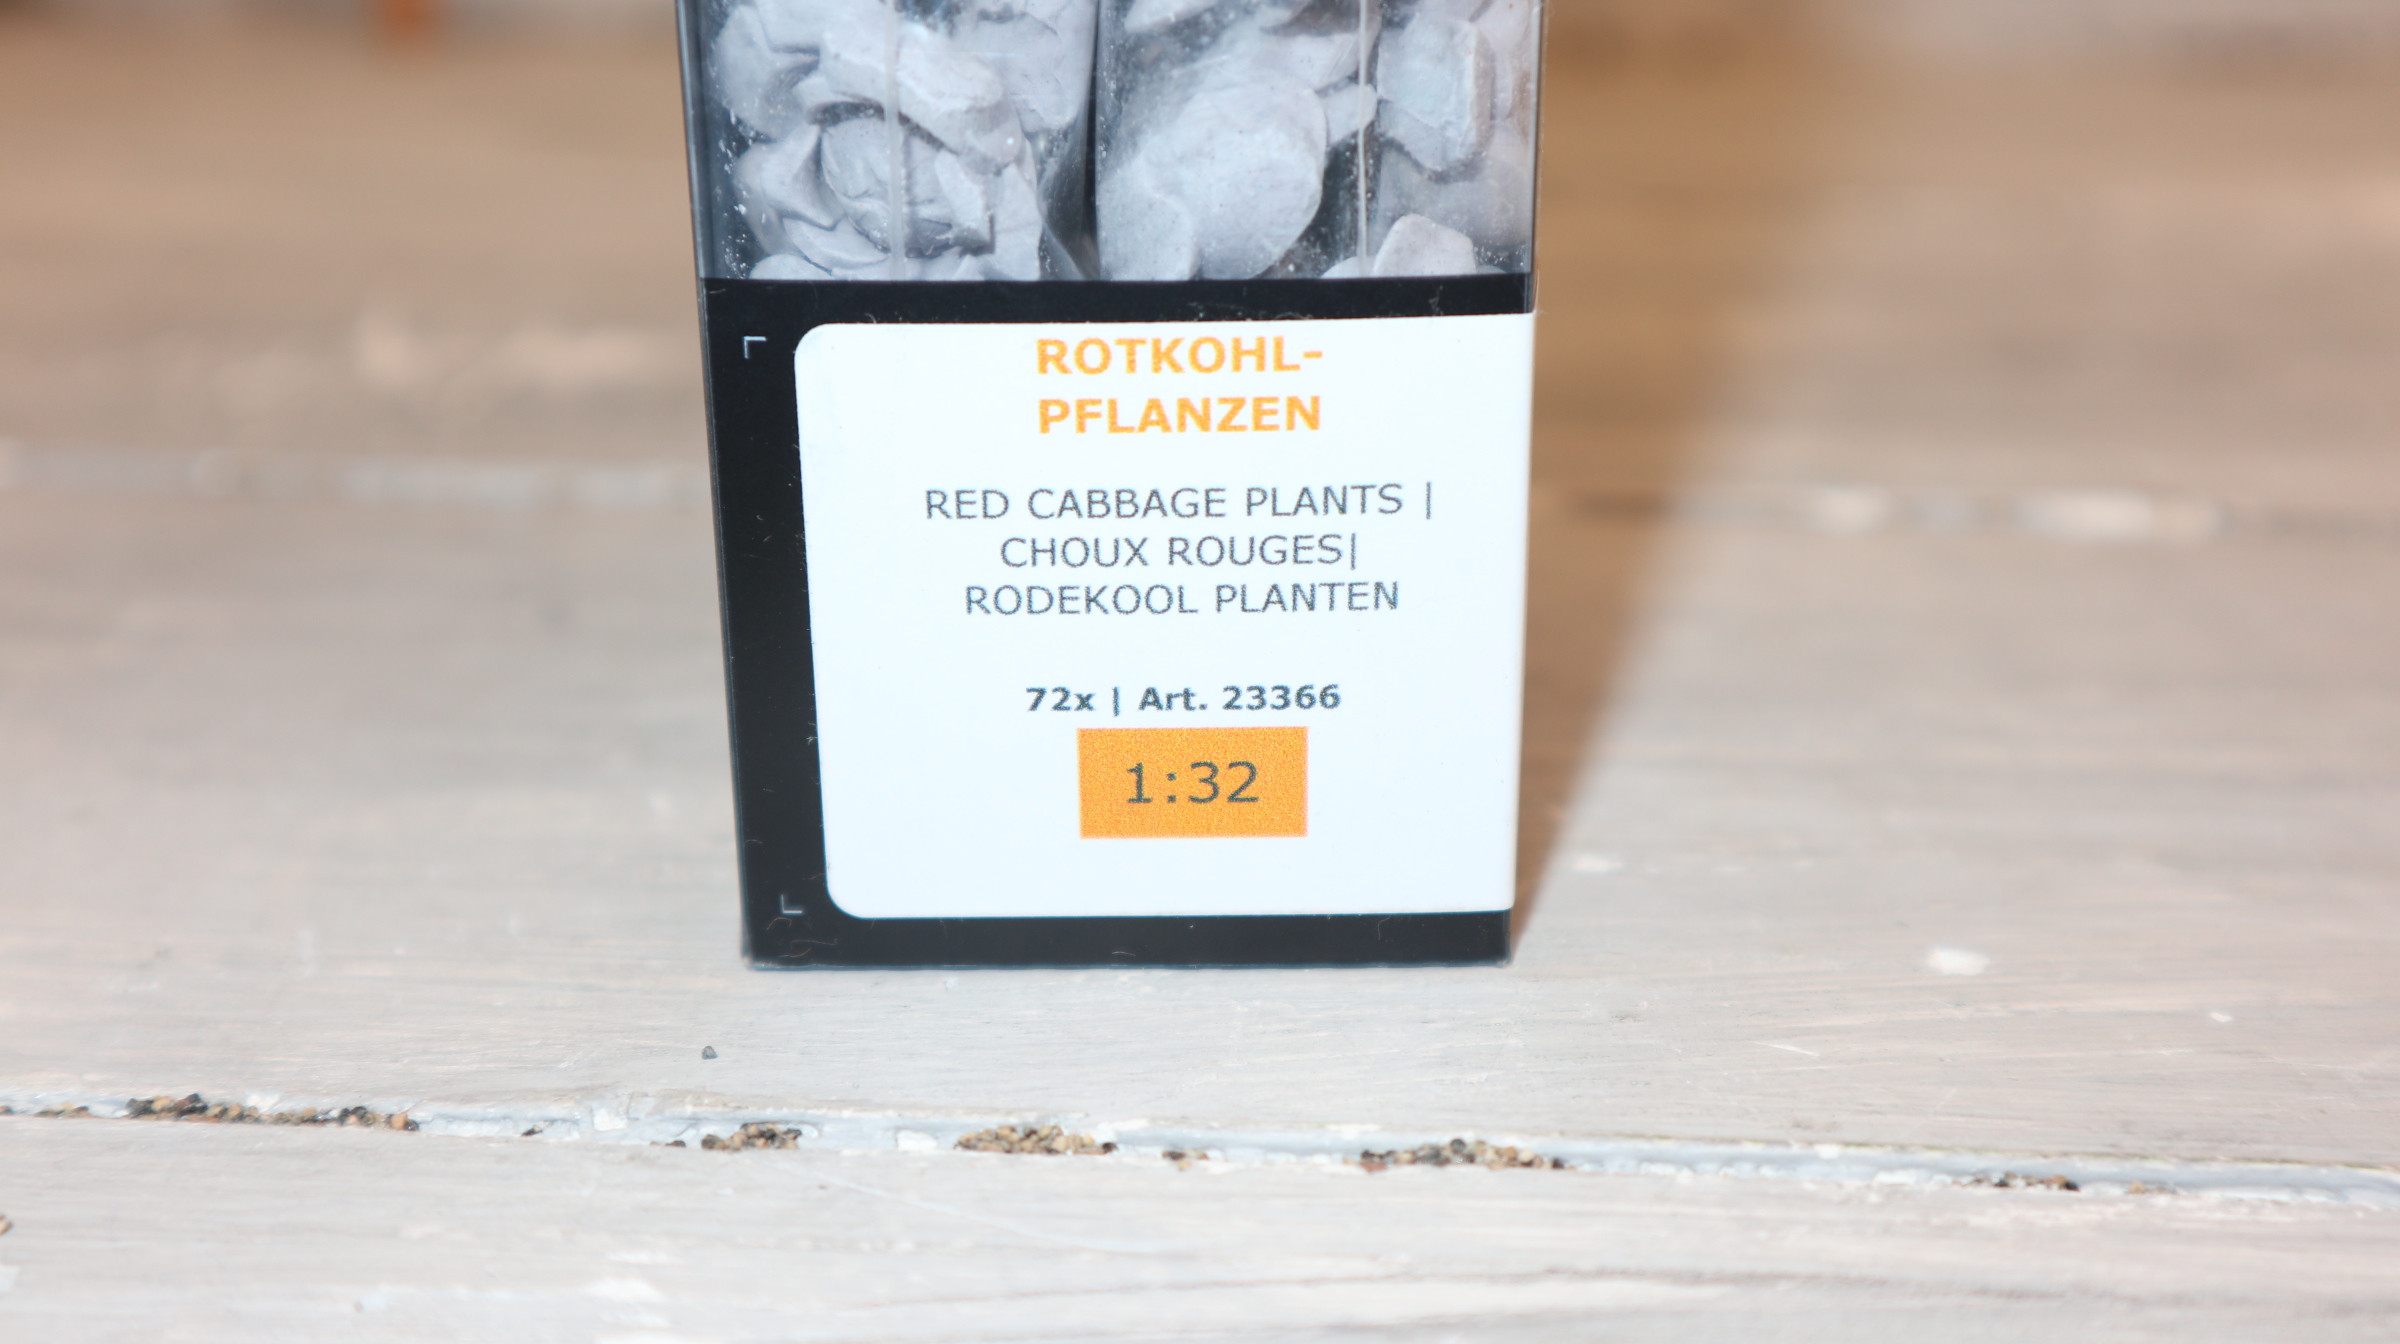 ROTKOHL-
PFLANZEN
RED CABBAGE PLANTS |
CHOUX ROUGES|
RODEKOOL PLANTEN
72x | Art. 23366
1:32